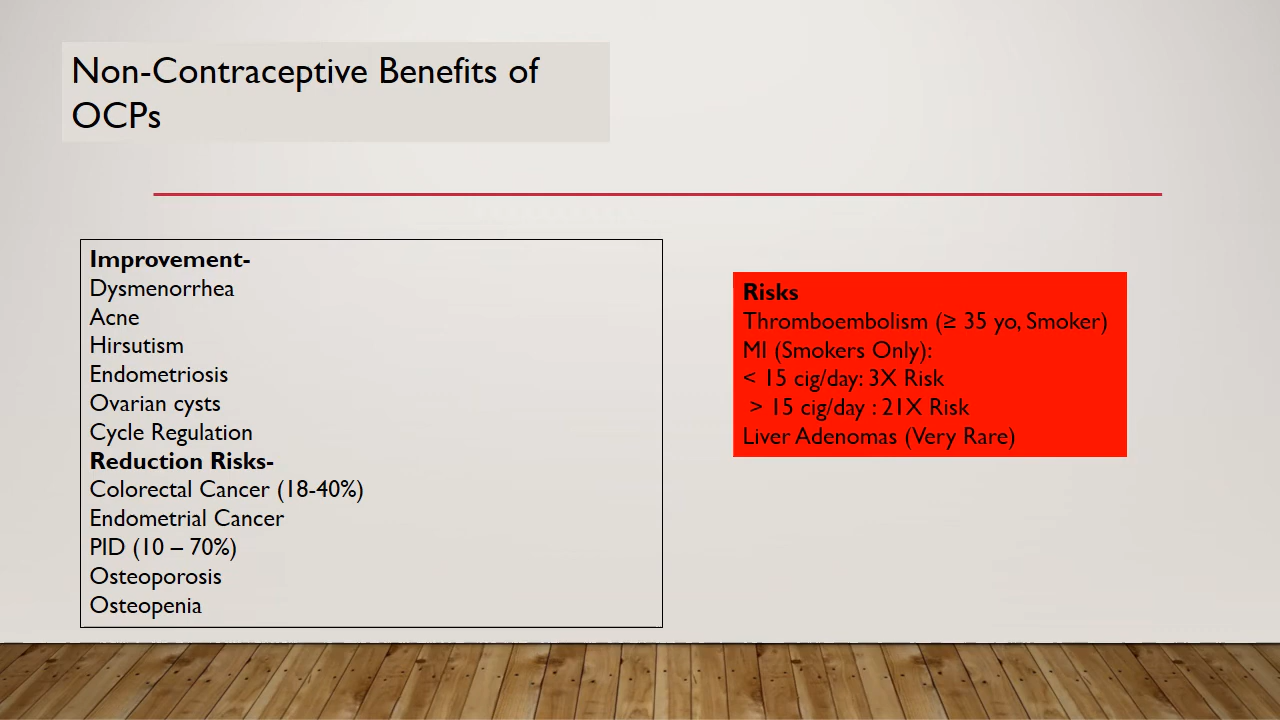 Non-Contraceptive Benefits of
OCPs
Improvement-
Dysmenorrhea
Acne
Hirsutism
Endometriosis
Ovarian cysts
Cycle Regulation
Reduction Risks-
Colorectal Cancer (18-40%)
Endometrial Cancer
PID (10 – 70%)
Osteoporosis
Osteopenia
Risks
Thromboembolism (≥ 35 yo, Smoker)
MI (Smokers Only):
< 15 cig/day: 3X Risk
> 15 cig/day : 21X Risk
Liver Adenomas (Very Rare)